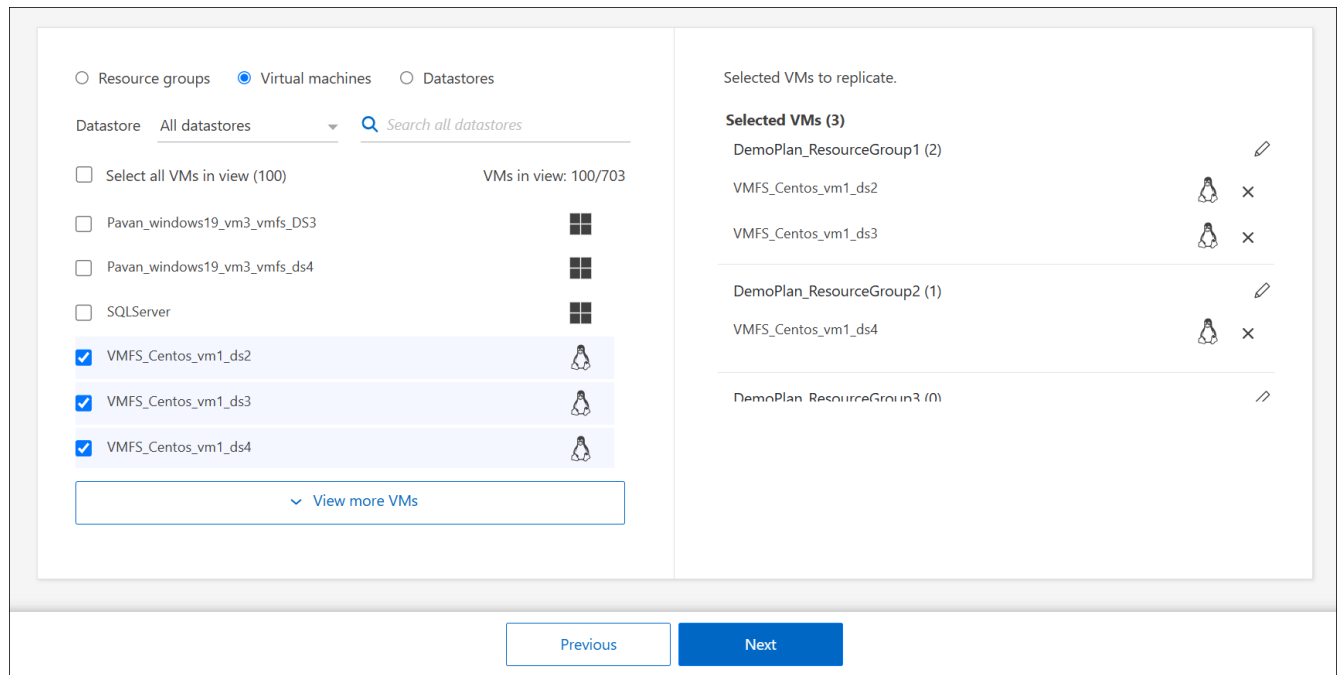 Resource groups Virtual machines Datastores
Datastore All datastores Search all datastores
Select all VMs in view (100) VMs in view: 100/703
Pavan_windows19_vm3_vmfs_DS3
Pavan_windows19_vm3_vmfs_ds4
SQLServer
VMFS_Centos_vm1_ds2
VMFS_Centos_vm1_ds3
VMFS_Centos_vm1_ds4
View more VMs
Selected VMs to replicate.
Selected VMs (3)
DemoPlan_ResourceGroup1 (2)
VMFS_Centos_vm1_ds2
VMFS_Centos_vm1_ds3
DemoPlan_ResourceGroup2 (1)
VMFS_Centos_vm1_ds4
DemoPlan_ResourceGroup3 (0)
Previous Next